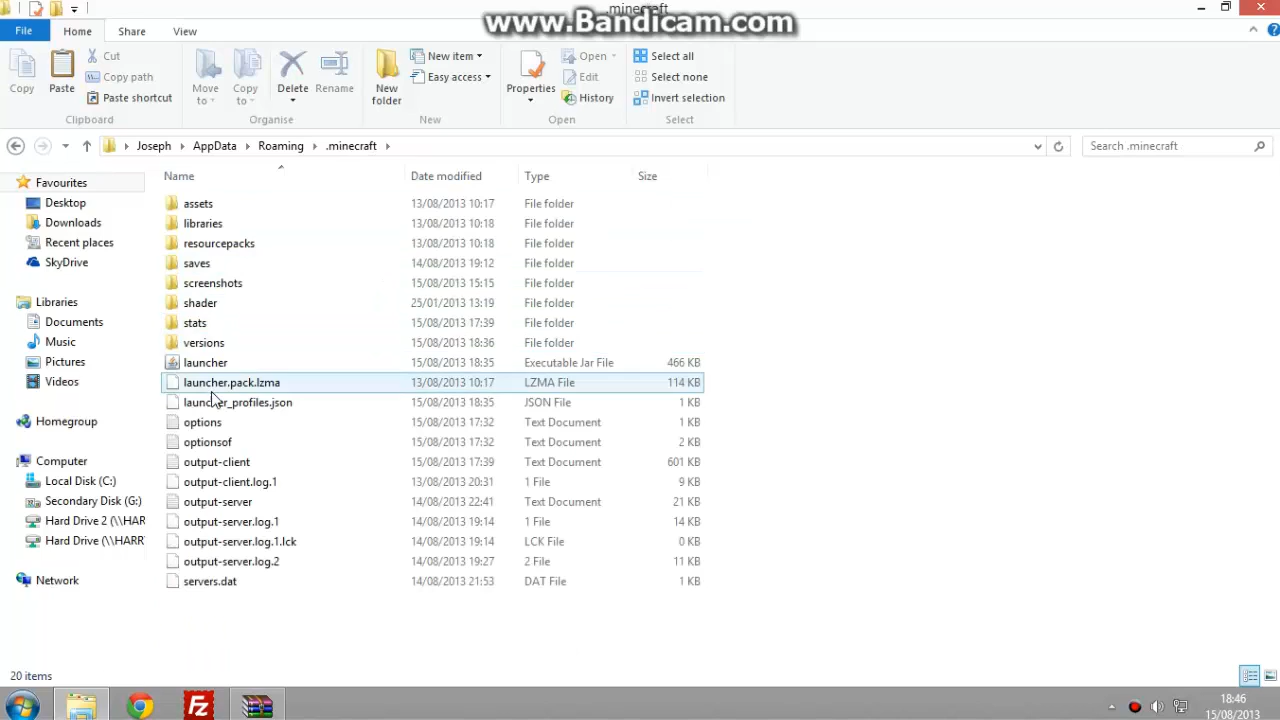 .minecraft
www.Bandicam.com
File Home Share View
Copy
Paste
Cut
Copy path
Paste shortcut
Clipboard
Move to
Copy to
Delete
Rename
Organise
New folder
New item
Easy access
New
Properties
Open
Edit
History
Open
Select all
Select none
Invert selection
Select
Joseph AppData Roaming .minecraft
Search .minecraft
Favourites
Desktop
Downloads
Recent places
SkyDrive
Libraries
Documents
Music
Pictures
Videos
Homegroup
Computer
Local Disk (C:)
Secondary Disk (G:)
Hard Drive 2 (\\HAR
Hard Drive (\\HARR
Network
Name Date modified Type Size
assets 13/08/2013 10:17 File folder
libraries 13/08/2013 10:18 File folder
resourcepacks 13/08/2013 10:18 File folder
saves 14/08/2013 19:12 File folder
screenshots 15/08/2013 15:15 File folder
shader 25/01/2013 13:19 File folder
stats 15/08/2013 17:39 File folder
versions 15/08/2013 18:36 File folder
launcher 15/08/2013 18:35 Executable Jar File 466 KB
launcher.pack.lzma 13/08/2013 10:17 LZMA File 114 KB
launcher_profiles.json 15/08/2013 18:35 JSON File 1 KB
options 15/08/2013 17:32 Text Document 1 KB
optionsof 15/08/2013 17:32 Text Document 2 KB
output-client 15/08/2013 17:39 Text Document 601 KB
output-client.log.1 13/08/2013 20:31 1 File 9 KB
output-server 14/08/2013 22:41 Text Document 21 KB
output-server.log.1 14/08/2013 19:14 1 File 14 KB
output-server.log.1.lck 14/08/2013 19:14 LCK File 0 KB
output-server.log.2 14/08/2013 19:27 2 File 11 KB
servers.dat 14/08/2013 21:53 DAT File 1 KB
20 items
Fz
18:46
15/08/2013